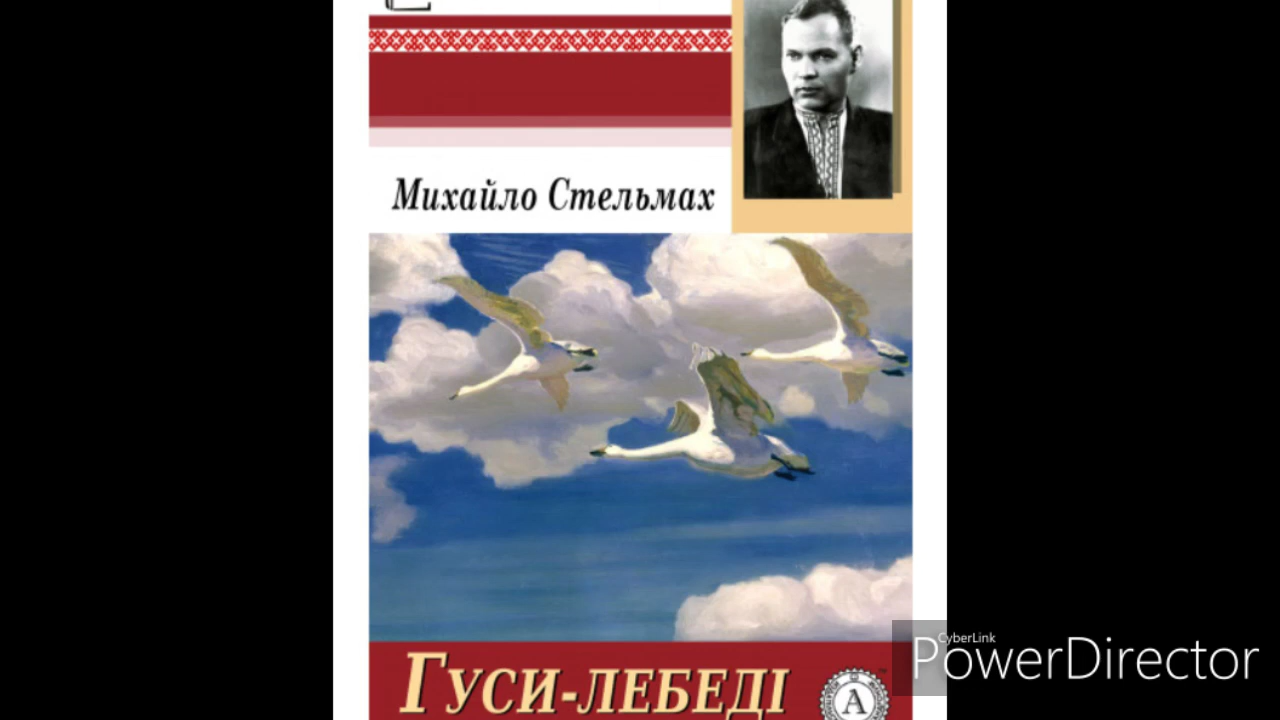 Михайло Стельмах
Гуси-лебеді
А
CyberLink
PowerDirector